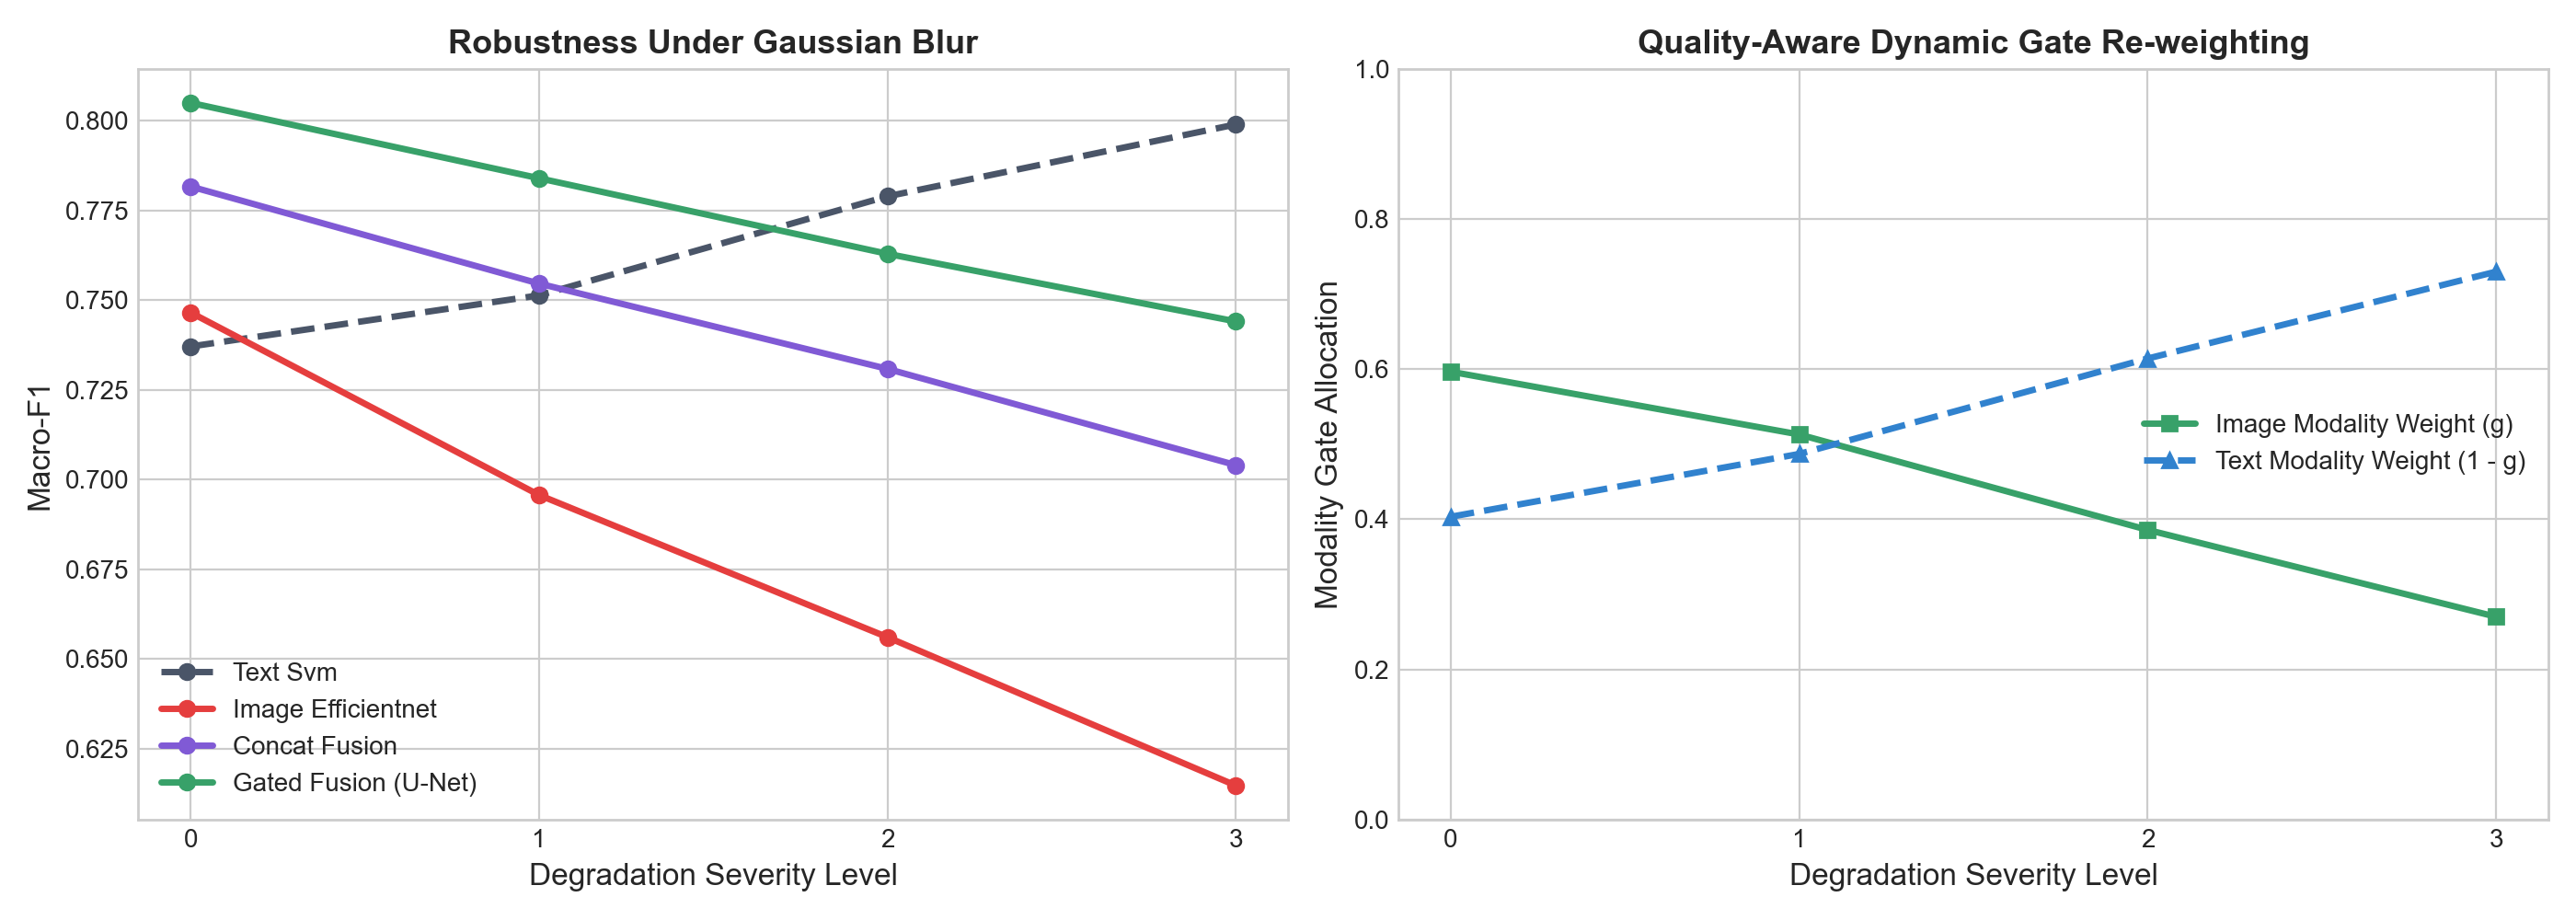 Robustness Under Gaussian Blur
Macro-F1
0.800
0.775
0.750
0.725
0.700
0.675
0.650
0.625
Text Svm
Image Efficientnet
Concat Fusion
Gated Fusion (U-Net)
0 1 2 3
Degradation Severity Level
Quality-Aware Dynamic Gate Re-weighting
Modality Gate Allocation
1.0
0.8
0.6
0.4
0.2
0.0
Image Modality Weight (g)
Text Modality Weight (1 - g)
0 1 2 3
Degradation Severity Level